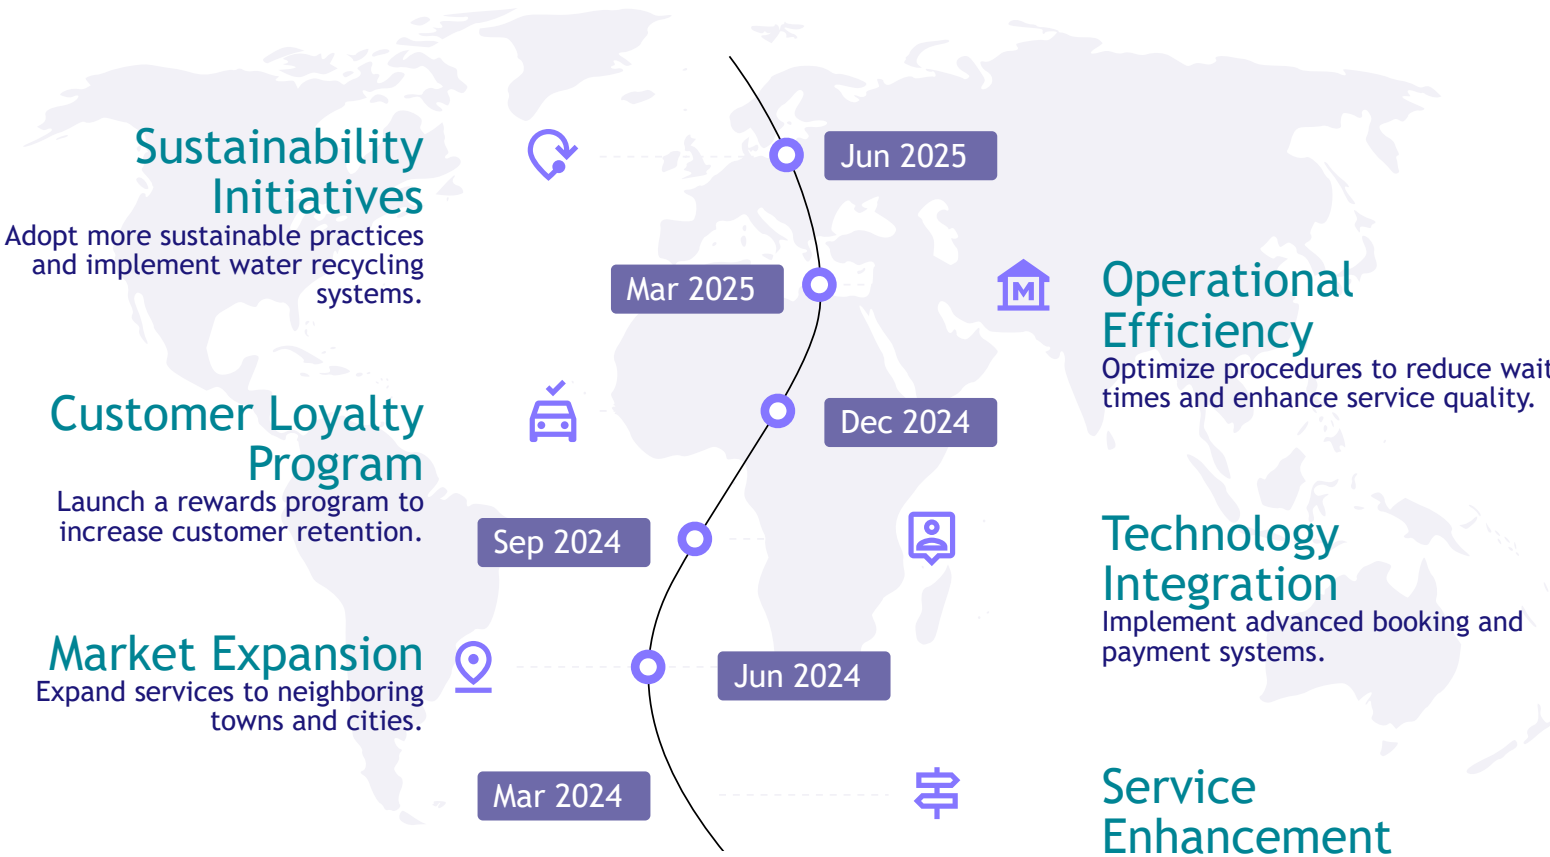 Sustainability
Initiatives
Adopt more sustainable practices
and implement water recycling
systems.
Jun 2025
Mar 2025
M
Operational
Efficiency
Optimize procedures to reduce wait
times and enhance service quality.
Customer Loyalty
Program
Launch a rewards program to
increase customer retention.
Dec 2024
Sep 2024
Technology
Integration
Implement advanced booking and
payment systems.
Market Expansion
Expand services to neighboring
towns and cities.
Jun 2024
Mar 2024
Service
Enhancement